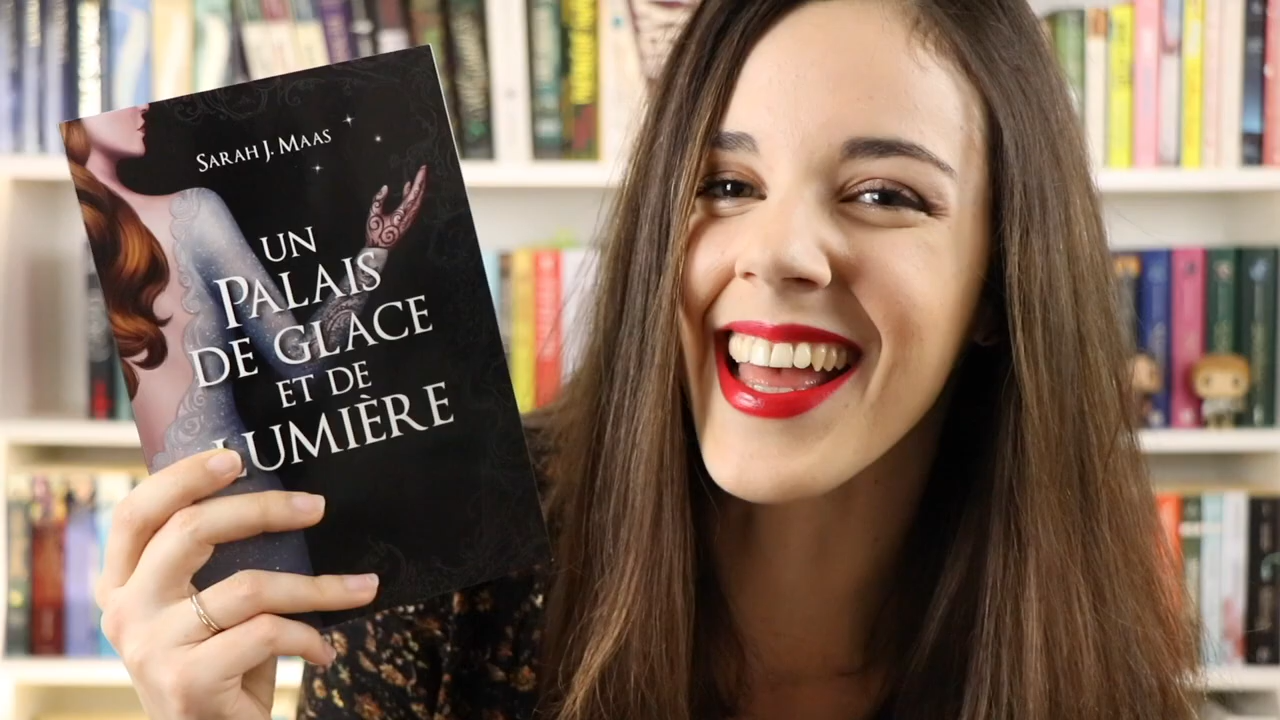 SARAH J. MAAS
UN
PALAIS
DE GLACE
ET DE
LUMIÈRE